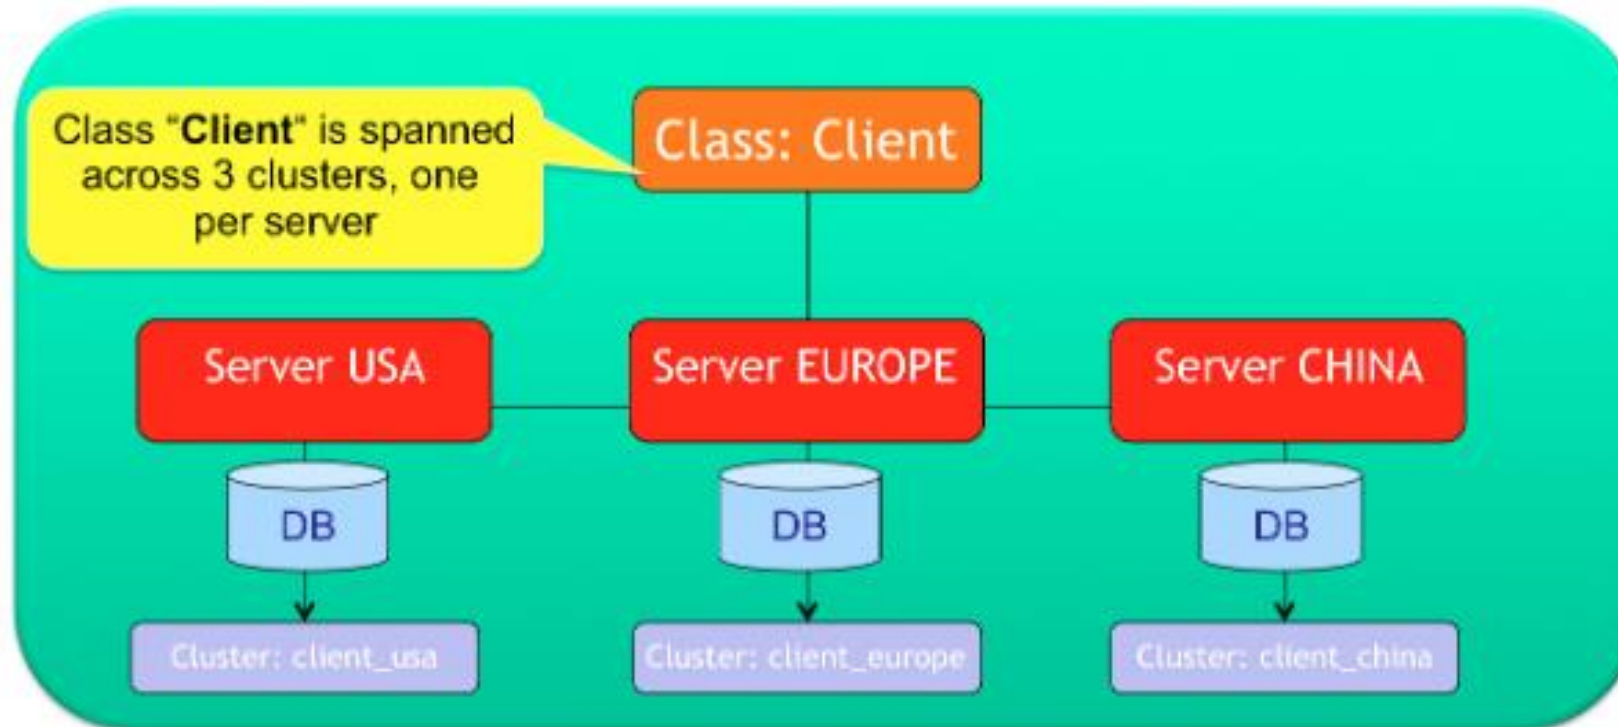 Class "Client" is spanned
across 3 clusters, one
per server
Class: Client
Server USA
Server EUROPE
Server CHINA
DB
DB
DB
Cluster: client_usa
Cluster: client_europe
Cluster: client_china